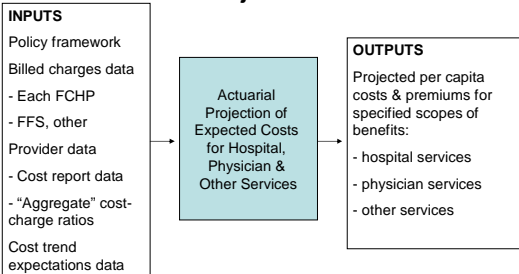 INPUTS
Policy framework
Billed charges data
- Each FCHP
- FFS, other
Provider data
- Cost report data
- “Aggregate” cost-
charge ratios
Cost trend
expectations data
Actuarial
Projection of
Expected Costs
for Hospital,
Physician &
Other Services
OUTPUTS
Projected per capita
costs & premiums for
specified scopes of
benefits:
- hospital services
- physician services
- other services